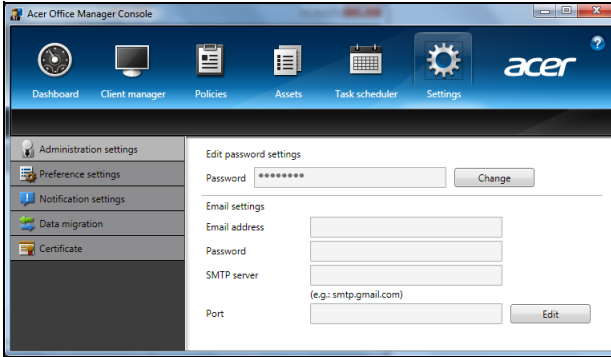 Acer Office Manager Console
?
Dashboard Client manager Policies Assets Task scheduler Settings acer
Administration settings
Preference settings
Notification settings
Data migration
Certificate
Edit password settings
Password ******** Change
Email settings
Email address
Password
SMTP server
(e.g.: smtp.gmail.com)
Port Edit